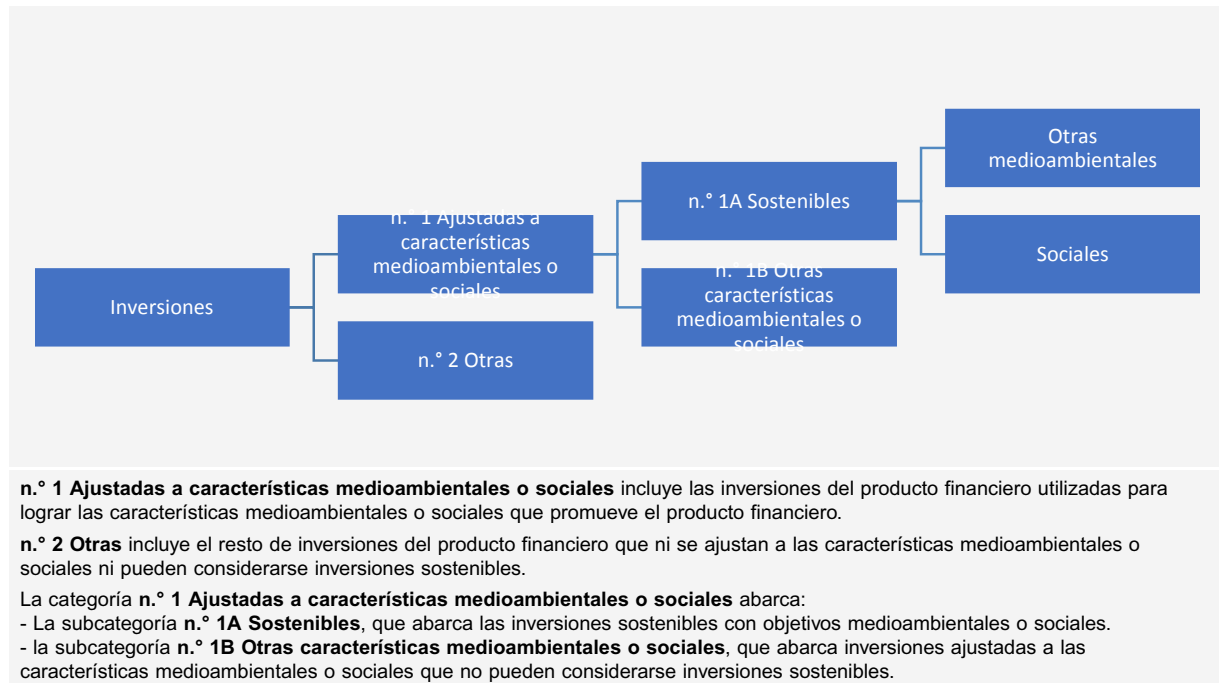 Otras
medioambientales
n.° 1A Sostenibles
n.° 1 Ajustadas a
características
medioambientales o
sociales
Sociales
n.° 1B Otras
características
medioambientales o
sociales
Inversiones
n.° 2 Otras
n.° 1 Ajustadas a características medioambientales o sociales incluye las inversiones del producto financiero utilizadas para
lograr las características medioambientales o sociales que promueve el producto financiero.
n.° 2 Otras incluye el resto de inversiones del producto financiero que ni se ajustan a las características medioambientales o
sociales ni pueden considerarse inversiones sostenibles.
La categoría n.° 1 Ajustadas a características medioambientales o sociales abarca:
- La subcategoría n.° 1A Sostenibles, que abarca las inversiones sostenibles con objetivos medioambientales o sociales.
- la subcategoría n.° 1B Otras características medioambientales o sociales, que abarca inversiones ajustadas a las
características medioambientales o sociales que no pueden considerarse inversiones sostenibles.